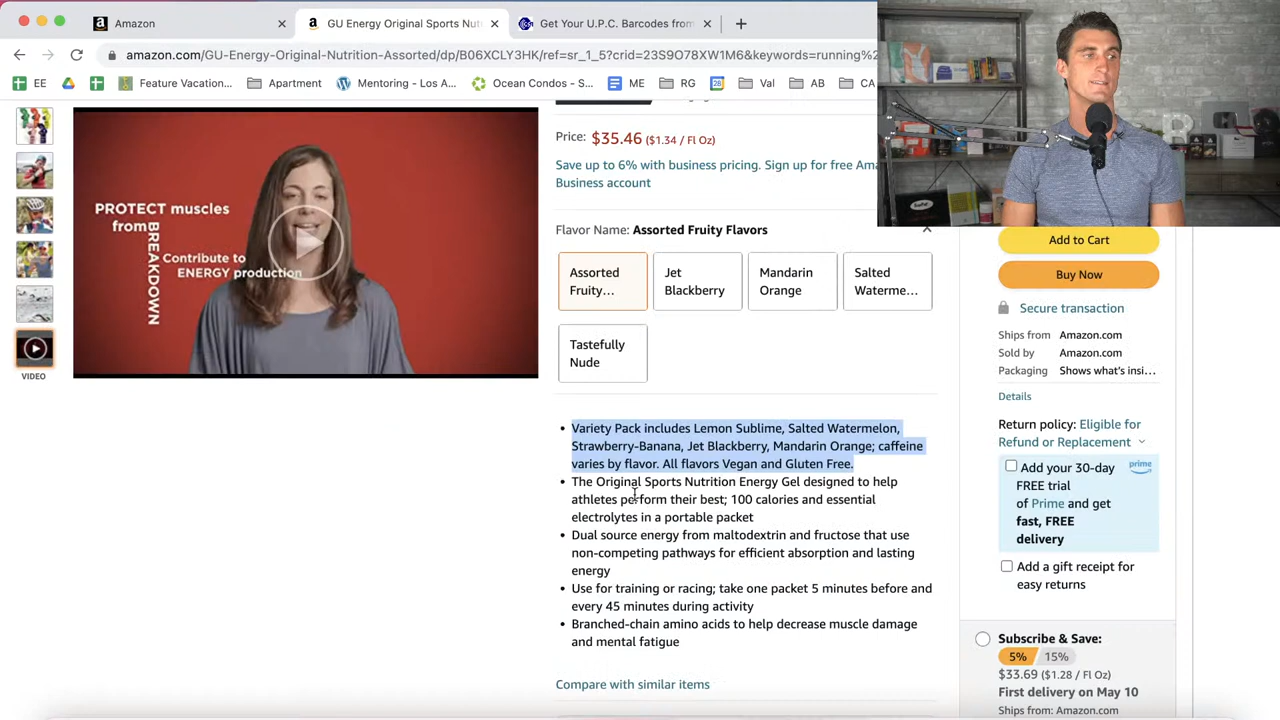 Amazon
GU Energy Original Sports Nut
Get Your U.P.C. Barcodes from
amazon.com/GU-Energy-Original-Nutrition-Assorted/dp/B06XCLY3HK/ref=sr_1_5?crid=23S9O78XW1M6&keywords=running%2
EE
Feature Vacation...
Apartment
Mentoring - Los A...
Ocean Condos - S...
ME
RG
28
Val
AB
CA
Price: $35.46 ($1.34 / Fl Oz)
Save up to 6% with business pricing. Sign up for free Ama
Business account
PROTECT muscles
from BREAKDOWN
Contribute to
ENERGY production
VIDEO
Flavor Name: Assorted Fruity Flavors
Assorted
Fruity...
Jet
Blackberry
Mandarin
Orange
Salted
Waterme...
Tastefully
Nude
• Variety Pack includes Lemon Sublime, Salted Watermelon,
Strawberry-Banana, Jet Blackberry, Mandarin Orange; caffeine
varies by flavor. All flavors Vegan and Gluten Free.
• The Original Sports Nutrition Energy Gel designed to help
athletes perform their best; 100 calories and essential
electrolytes in a portable packet
• Dual source energy from maltodextrin and fructose that use
non-competing pathways for efficient absorption and lasting
energy
• Use for training or racing; take one packet 5 minutes before and
every 45 minutes during activity
• Branched-chain amino acids to help decrease muscle damage
and mental fatigue
Compare with similar items
Add to Cart
Buy Now
Secure transaction
Ships from Amazon.com
Sold by Amazon.com
Packaging Shows what's insi...
Details
Return policy: Eligible for
Refund or Replacement
Add your 30-day
prime
FREE trial
of Prime and get
fast, FREE
delivery
Add a gift receipt for
easy returns
Subscribe & Save:
5% 15%
$33.69 ($1.28 / Fl Oz)
First delivery on May 10
Ships from: Amazon.com